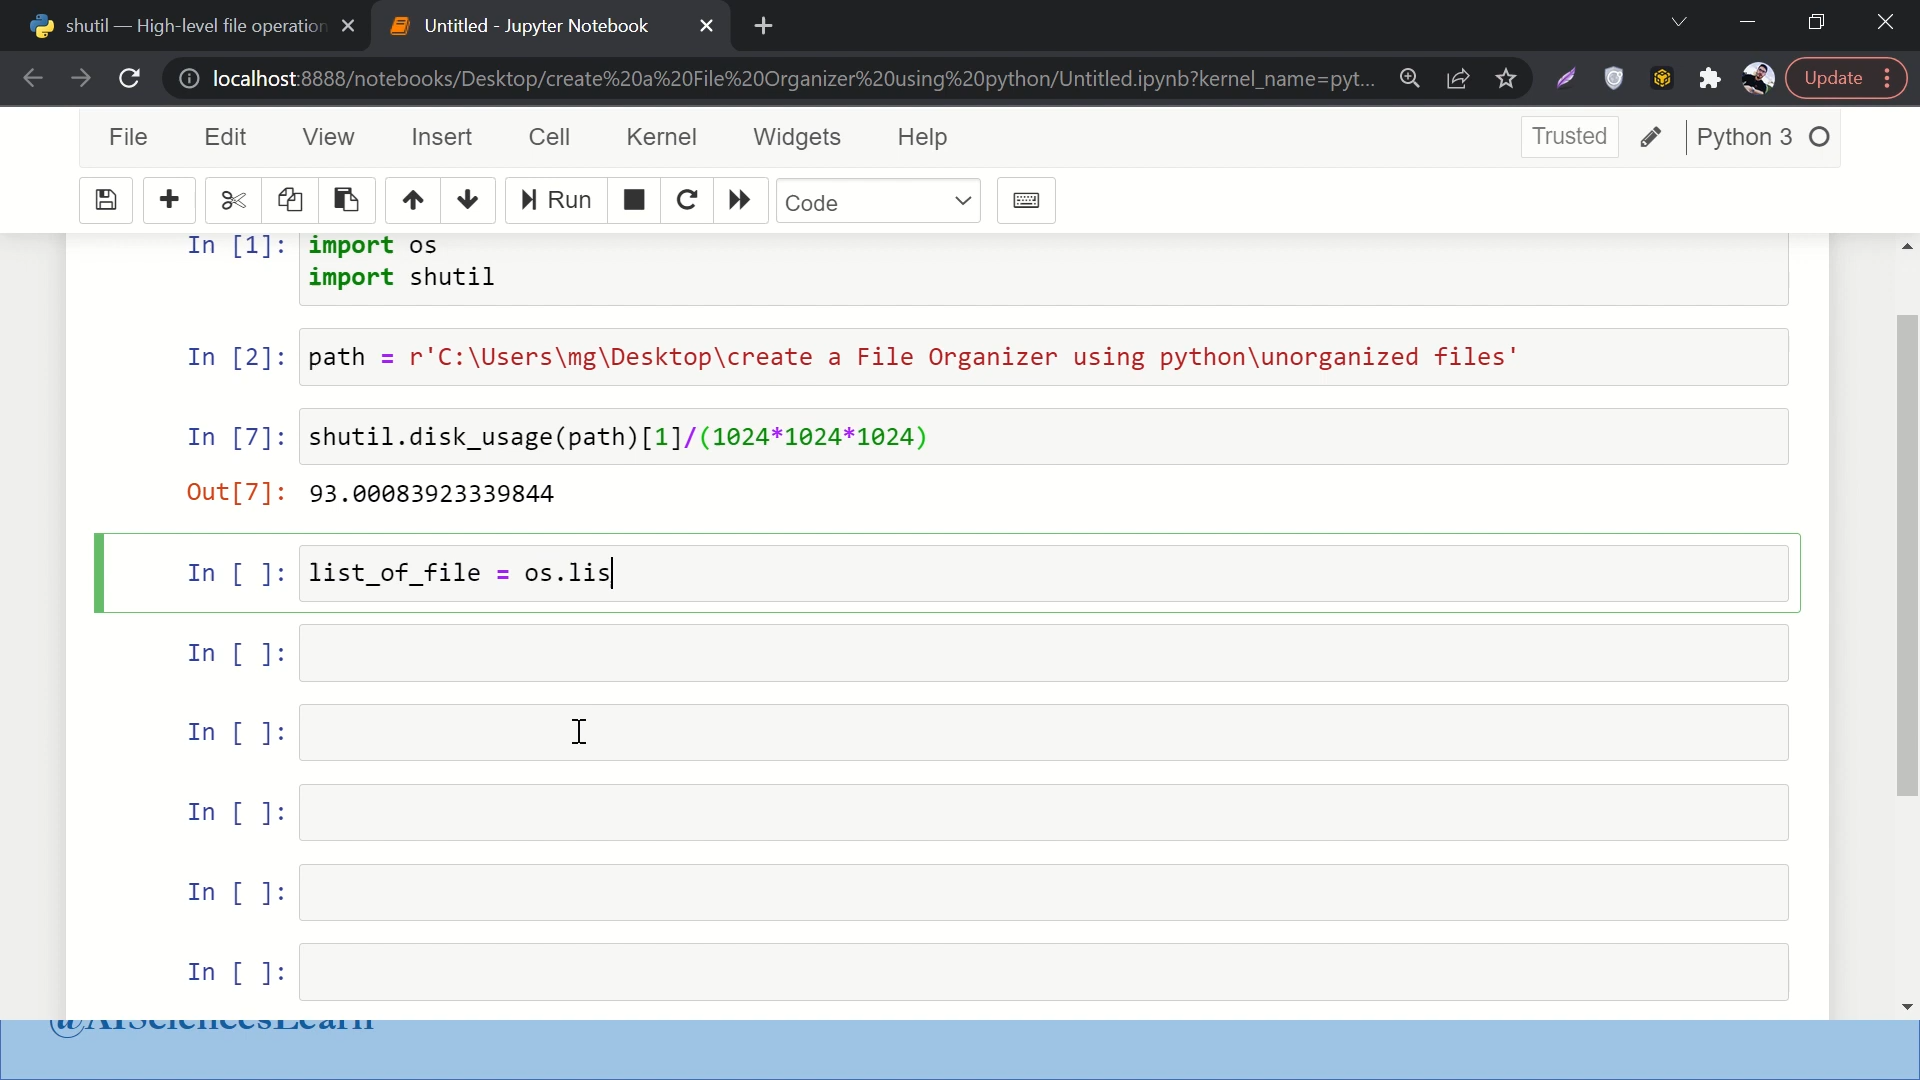 shutil — High-level file operation
Untitled - Jupyter Notebook
localhost:8888/notebooks/Desktop/create%20a%20File%20Organizer%20using%20python/Untitled.ipynb?kernel_name=pyt...
Update
File Edit View Insert Cell Kernel Widgets Help
Trusted
Python 3
Run
Code
In [1]: import os
import shutil
In [2]: path = r'C:\Users\mg\Desktop\create a File Organizer using python\unorganized files'
In [7]: shutil.disk_usage(path)[1]/(1024*1024*1024)
Out[7]: 93.00083923339844
In [ ]: list_of_file = os.lis
In [ ]:
In [ ]:
In [ ]:
In [ ]:
In [ ]:
@AISciencesLearn